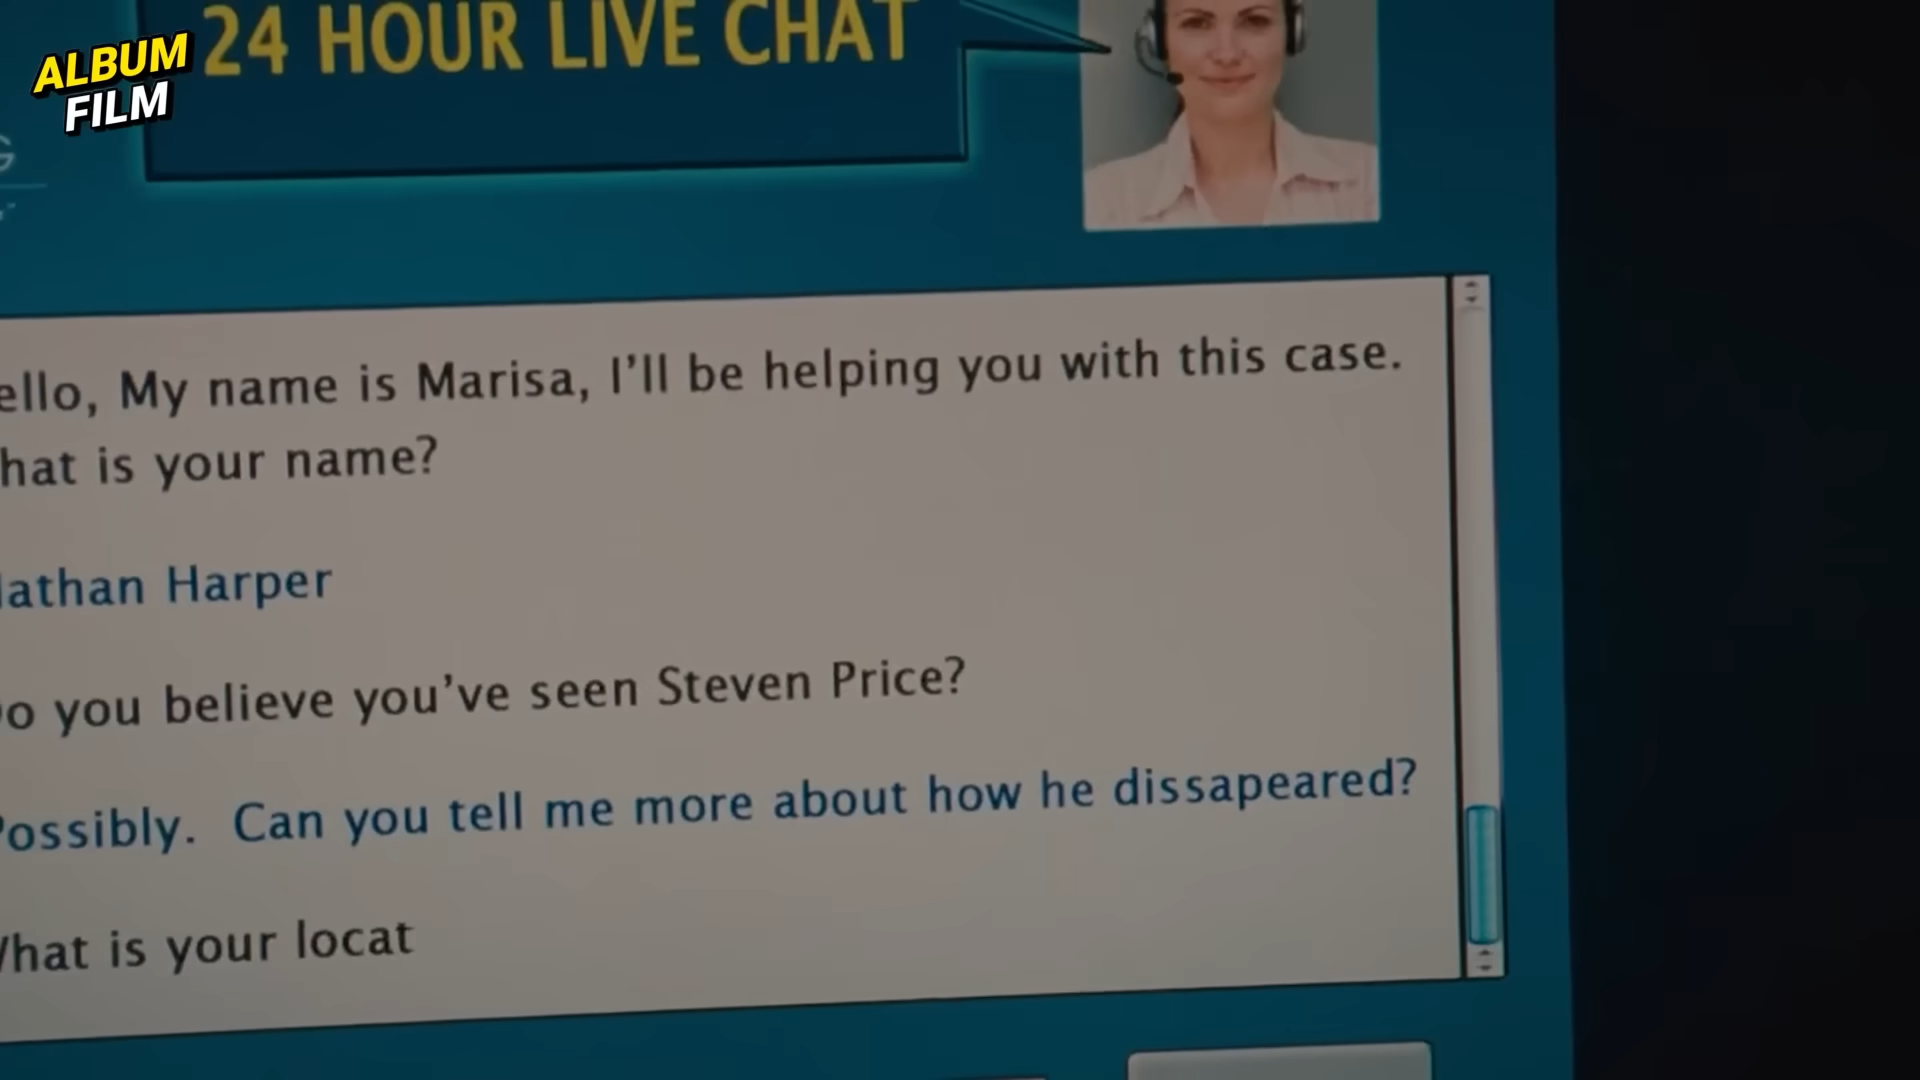 ALBUM
FILM
24 HOUR LIVE CHAT
ello, My name is Marisa, I'll be helping you with this case.
hat is your name?
athan Harper
o you believe you've seen Steven Price?
ossibly. Can you tell me more about how he dissapeared?
hat is your locat